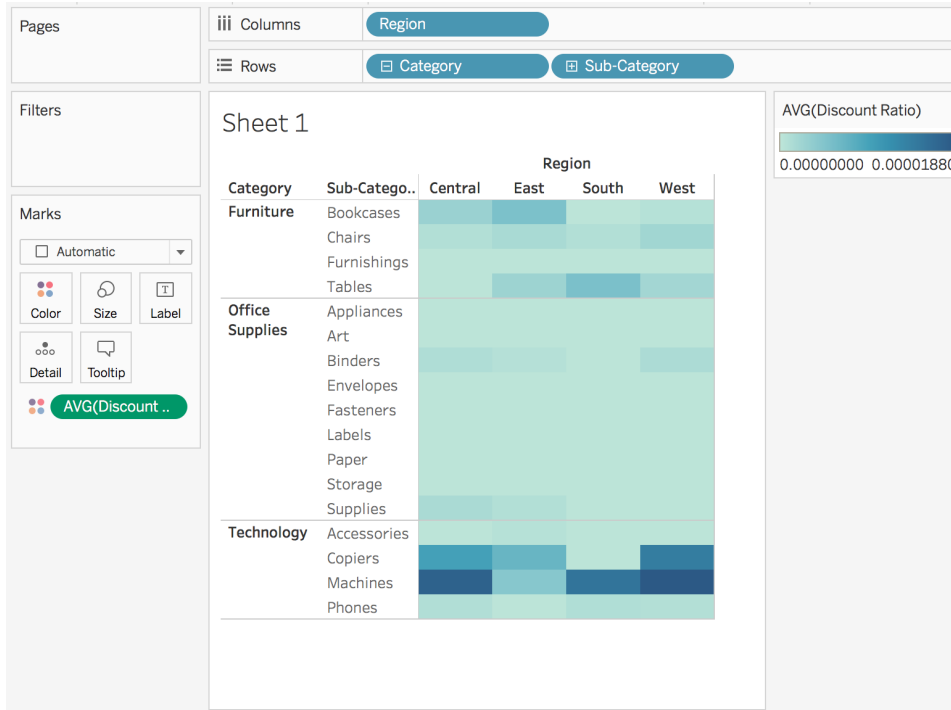 Pages
Columns
Region
Rows
Category
Sub-Category
Filters
Marks
Automatic
Color
Size
Label
Detail
Tooltip
AVG(Discount ..
Sheet 1
Region
Category Sub-Catego.. Central East South West
Furniture Bookcases
Chairs
Furnishings
Tables
Office
Supplies
Appliances
Art
Binders
Envelopes
Fasteners
Labels
Paper
Storage
Supplies
Technology Accessories
Copiers
Machines
Phones
AVG(Discount Ratio)
0.00000000 0.00001880